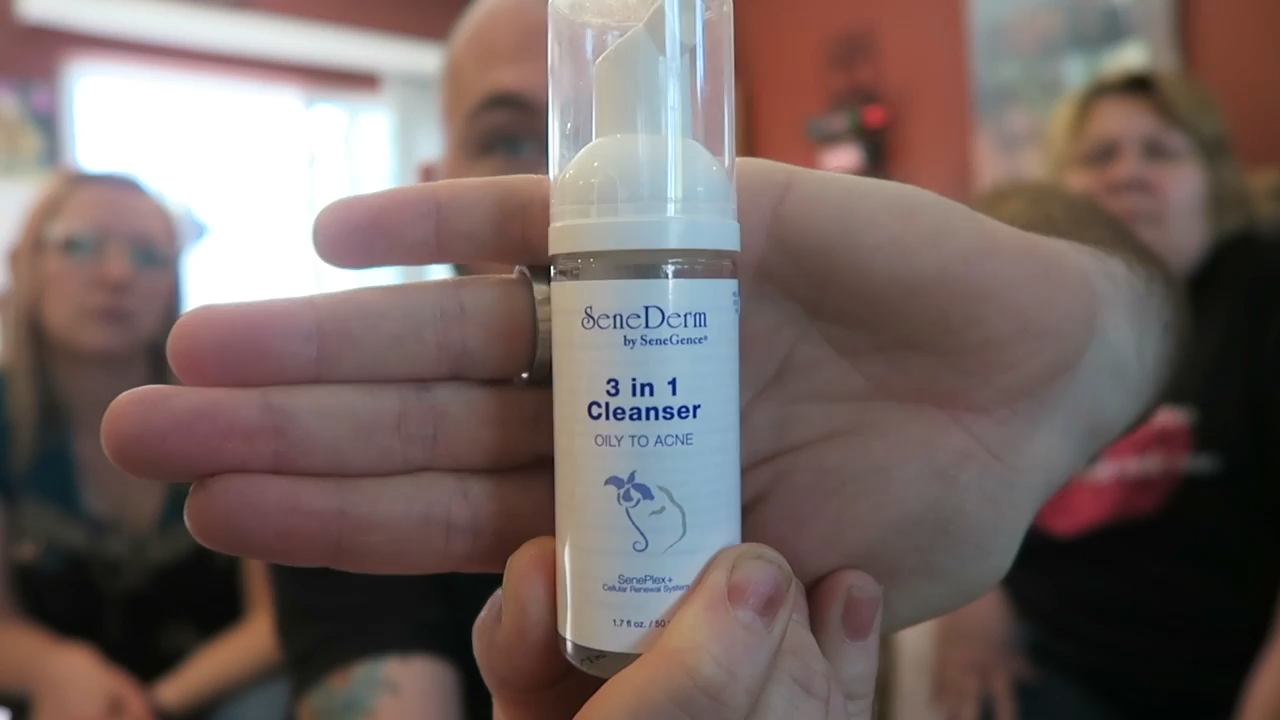 SeneDerm
by SeneGence®
3 in 1
Cleanser
OILY TO ACNE
SenePlex+
Cellular Renewal System
1.7 fl oz. / 50